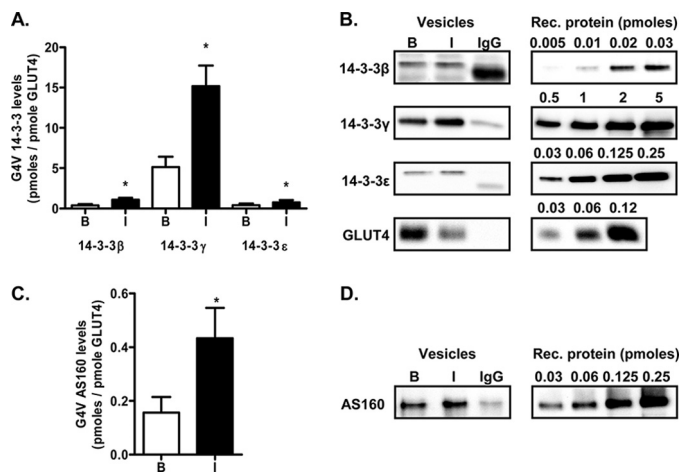 A.
G4V 14-3-3 levels
(pmoles / pmole GLUT4)
20
15
10
5
0
*
*
*
B I B I B I
14-3-3β 14-3-3γ 14-3-3ε
B.
Vesicles Rec. protein (pmoles)
B I IgG 0.005 0.01 0.02 0.03
14-3-3β
0.5 1 2 5
14-3-3γ
0.03 0.06 0.125 0.25
14-3-3ε
0.03 0.06 0.12
GLUT4
C.
G4V AS160 levels
(pmoles / pmole GLUT4)
0.6
0.4
0.2
0.0
*
B I
D.
Vesicles Rec. protein (pmoles)
B I IgG 0.03 0.06 0.125 0.25
AS160